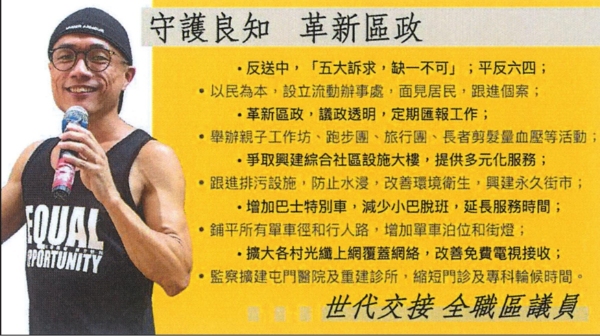 守護良知 革新區政
• 反送中，「五大訴求，缺一不可」；平反六四；
• 以民為本，設立流動辦事處，面見居民，跟進個案；
• 革新區政，議政透明，定期匯報工作；
• 舉辦親子工作坊、跑步團、旅行團、長者剪髮量血壓等活動；
• 爭取興建綜合社區設施大樓，提供多元化服務；
• 跟進排污設施，防止水浸，改善環境衛生，興建永久街市；
• 增加巴士特別車，減少小巴脫班，延長服務時間；
• 鋪平所有單車徑和行人路，增加單車泊位和街燈；
• 擴大各村光纖上網覆蓋網絡，改善免費電視接收；
• 監察擴建屯門醫院及重建診所，縮短門診及專科輪候時間。
世代交接 全職區議員
UNDER ARMOUR
EQUAL
OPPORTUNITY